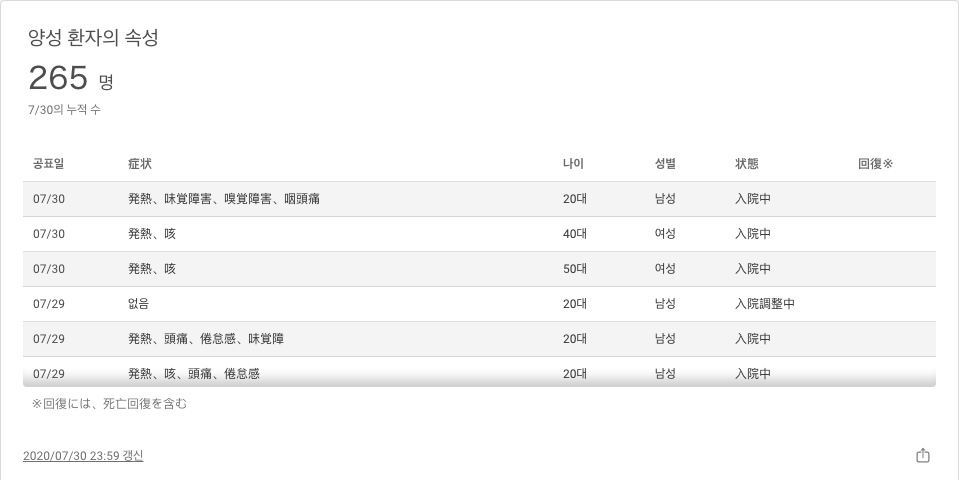 양성 환자의 속성
265 명
7/30의 누적 수
공표일 症状 나이 성별 状態 回復※
07/30 発熱、味覚障害、嗅覚障害、咽頭痛 20대 남성 入院中
07/30 発熱、咳 40대 여성 入院中
07/30 発熱、咳 50대 여성 入院中
07/29 없음 20대 남성 入院調整中
07/29 発熱、頭痛、倦怠感、味覚障 20대 남성 入院中
07/29 発熱、咳、頭痛、倦怠感 20대 남성 入院中
※回復には、死亡回復を含む
2020/07/30 23:59 갱신